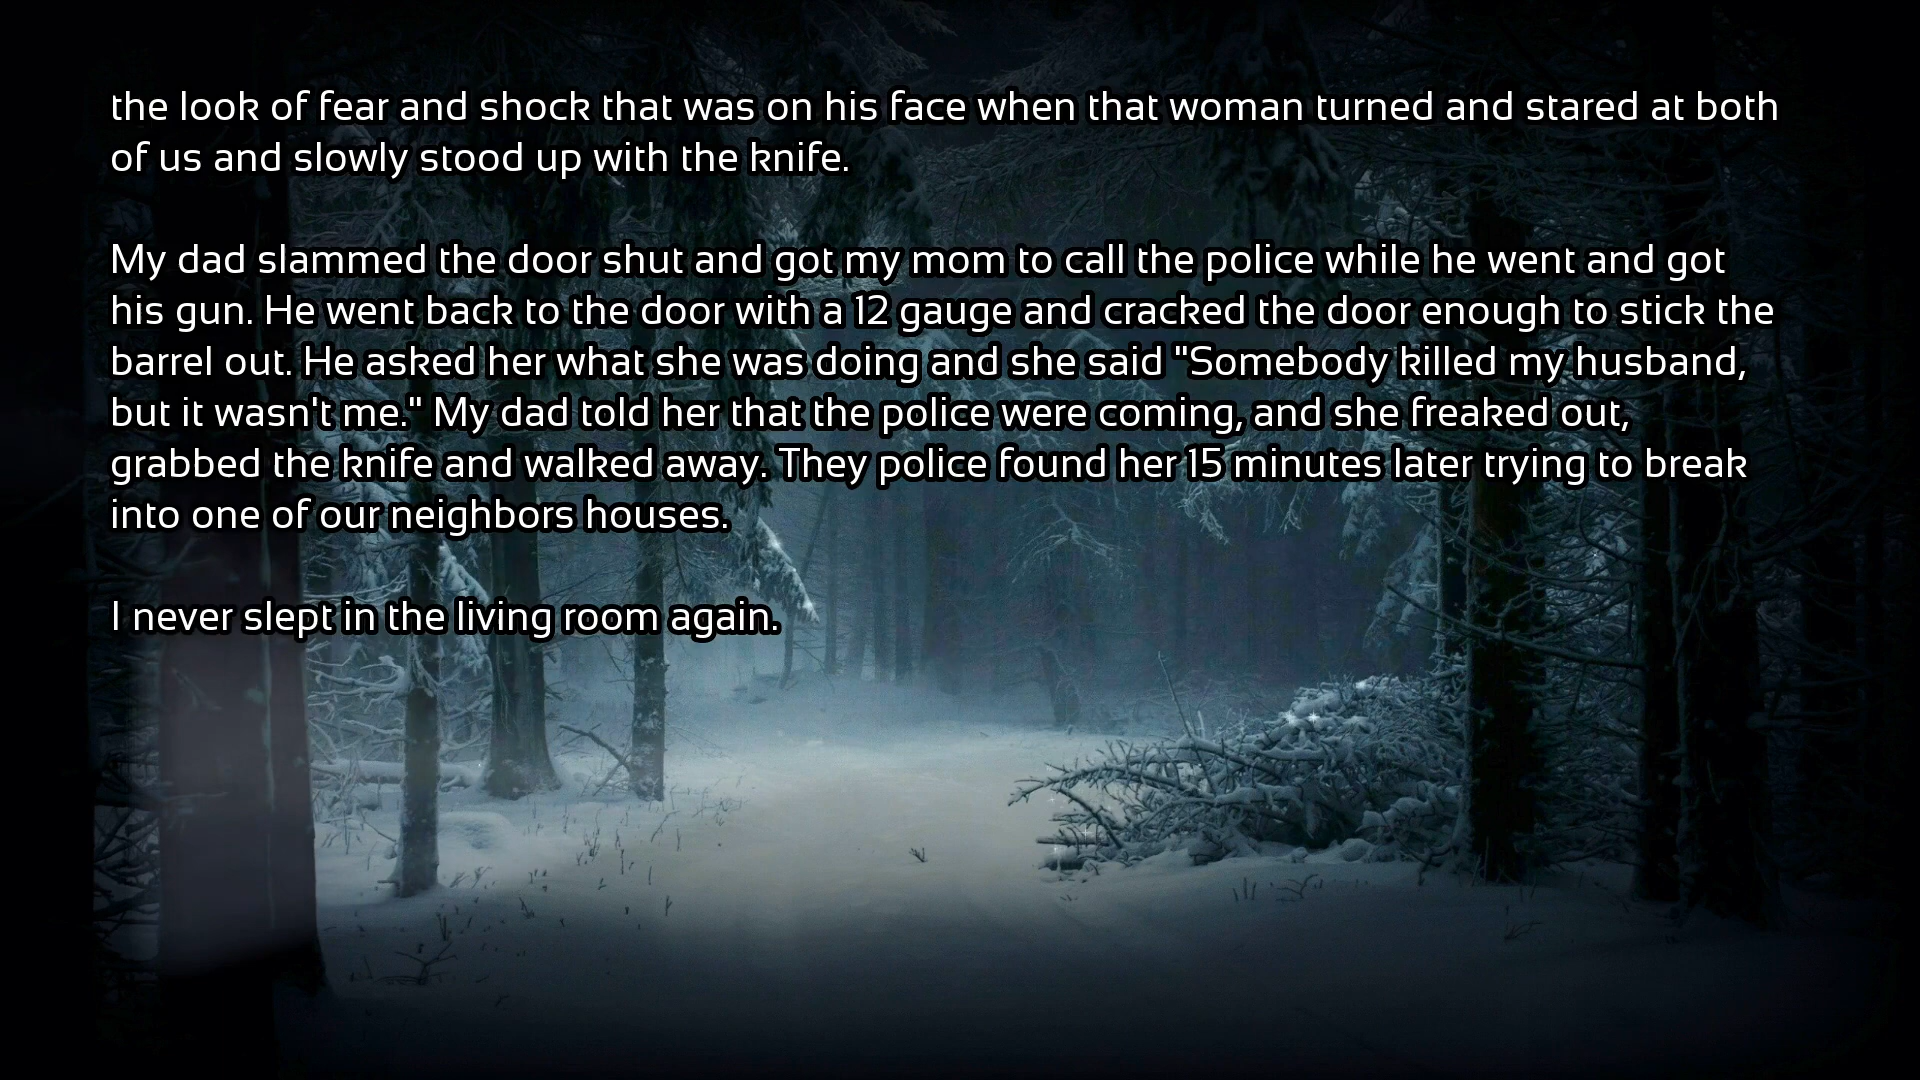 the look of fear and shock that was on his face when that woman turned and stared at both
of us and slowly stood up with the knife.
My dad slammed the door shut and got my mom to call the police while he went and got
his gun. He went back to the door with a 12 gauge and cracked the door enough to stick the
barrel out. He asked her what she was doing and she said "Somebody killed my husband,
but it wasn't me." My dad told her that the police were coming, and she freaked out,
grabbed the knife and walked away. They police found her 15 minutes later trying to break
into one of our neighbors houses.
I never slept in the living room again.